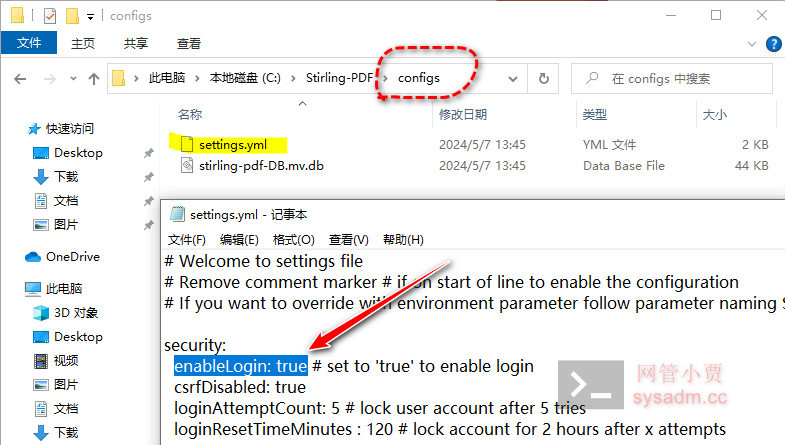 configs
文件 主页 共享 查看
此电脑 本地磁盘 (C:) Stirling-PDF configs
在 configs 中搜索
名称 修改日期 类型 大小
快速访问
settings.yml 2024/5/7 13:45 YML 文件 2 KB
Desktop
stirling-pdf-DB.mv.db 2024/5/7 13:45 Data Base File 44 KB
下载
文档
图片
OneDrive
此电脑
3D 对象
Desktop
视频
图片
文档
下载
settings.yml - 记事本
文件(F) 编辑(E) 格式(O) 查看(V) 帮助(H)
# Welcome to settings file
# Remove comment marker # if on start of line to enable the configuration
# If you want to override with environment parameter follow parameter naming S
security:
enableLogin: true # set to 'true' to enable login
csrfDisabled: true
loginAttemptCount: 5 # lock user account after 5 tries
loginResetTimeMinutes : 120 # lock account for 2 hours after x attempts
网管小贾
sysadm.cc